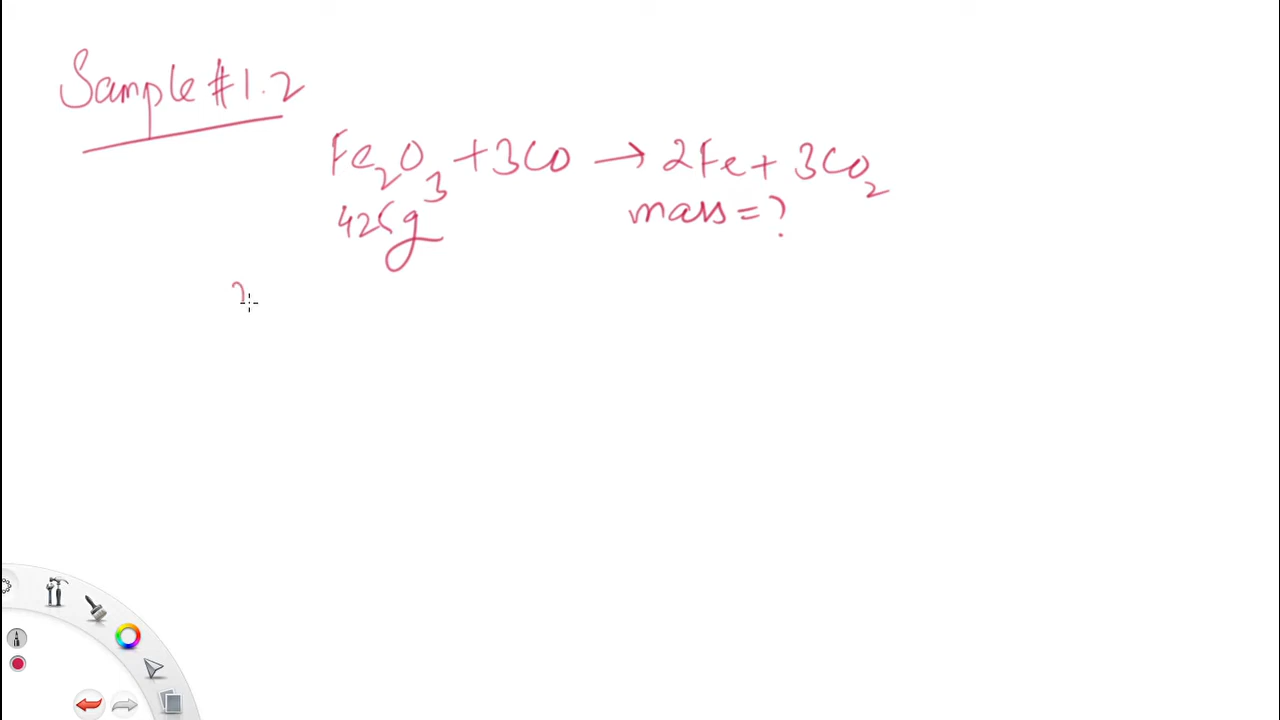 Sample #1.2
Fe2O3 + 3CO → 2Fe + 3CO2
425g mass = ?